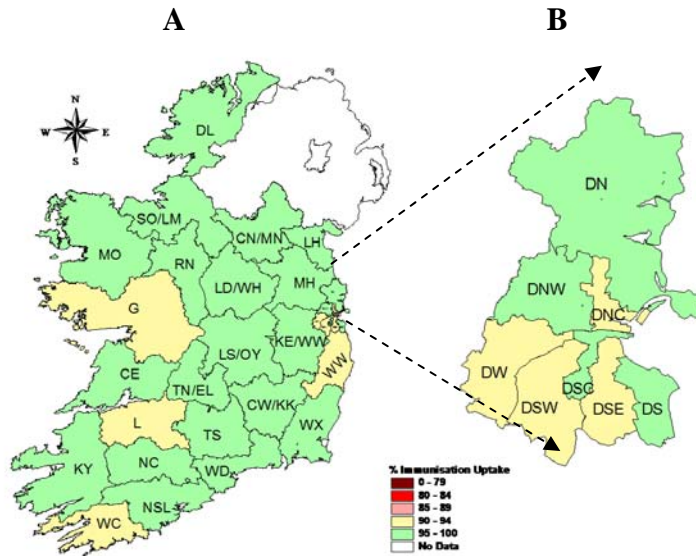 A
B
N
W E
S
DL
SO/LM
CN/MN
LH
MO
RN
LD/WH
MH
G
LS/OY
KE/WW
WW
CE
TN/EL
CW/KK
L
TS
WX
KY
NC
WD
NSL
WC
DN
DNW
DNC
DW
DSW
DSC
DSE
DS
% Immunisation Uptake
0 - 79
80 - 84
85 - 89
90 - 94
95 - 100
No Data